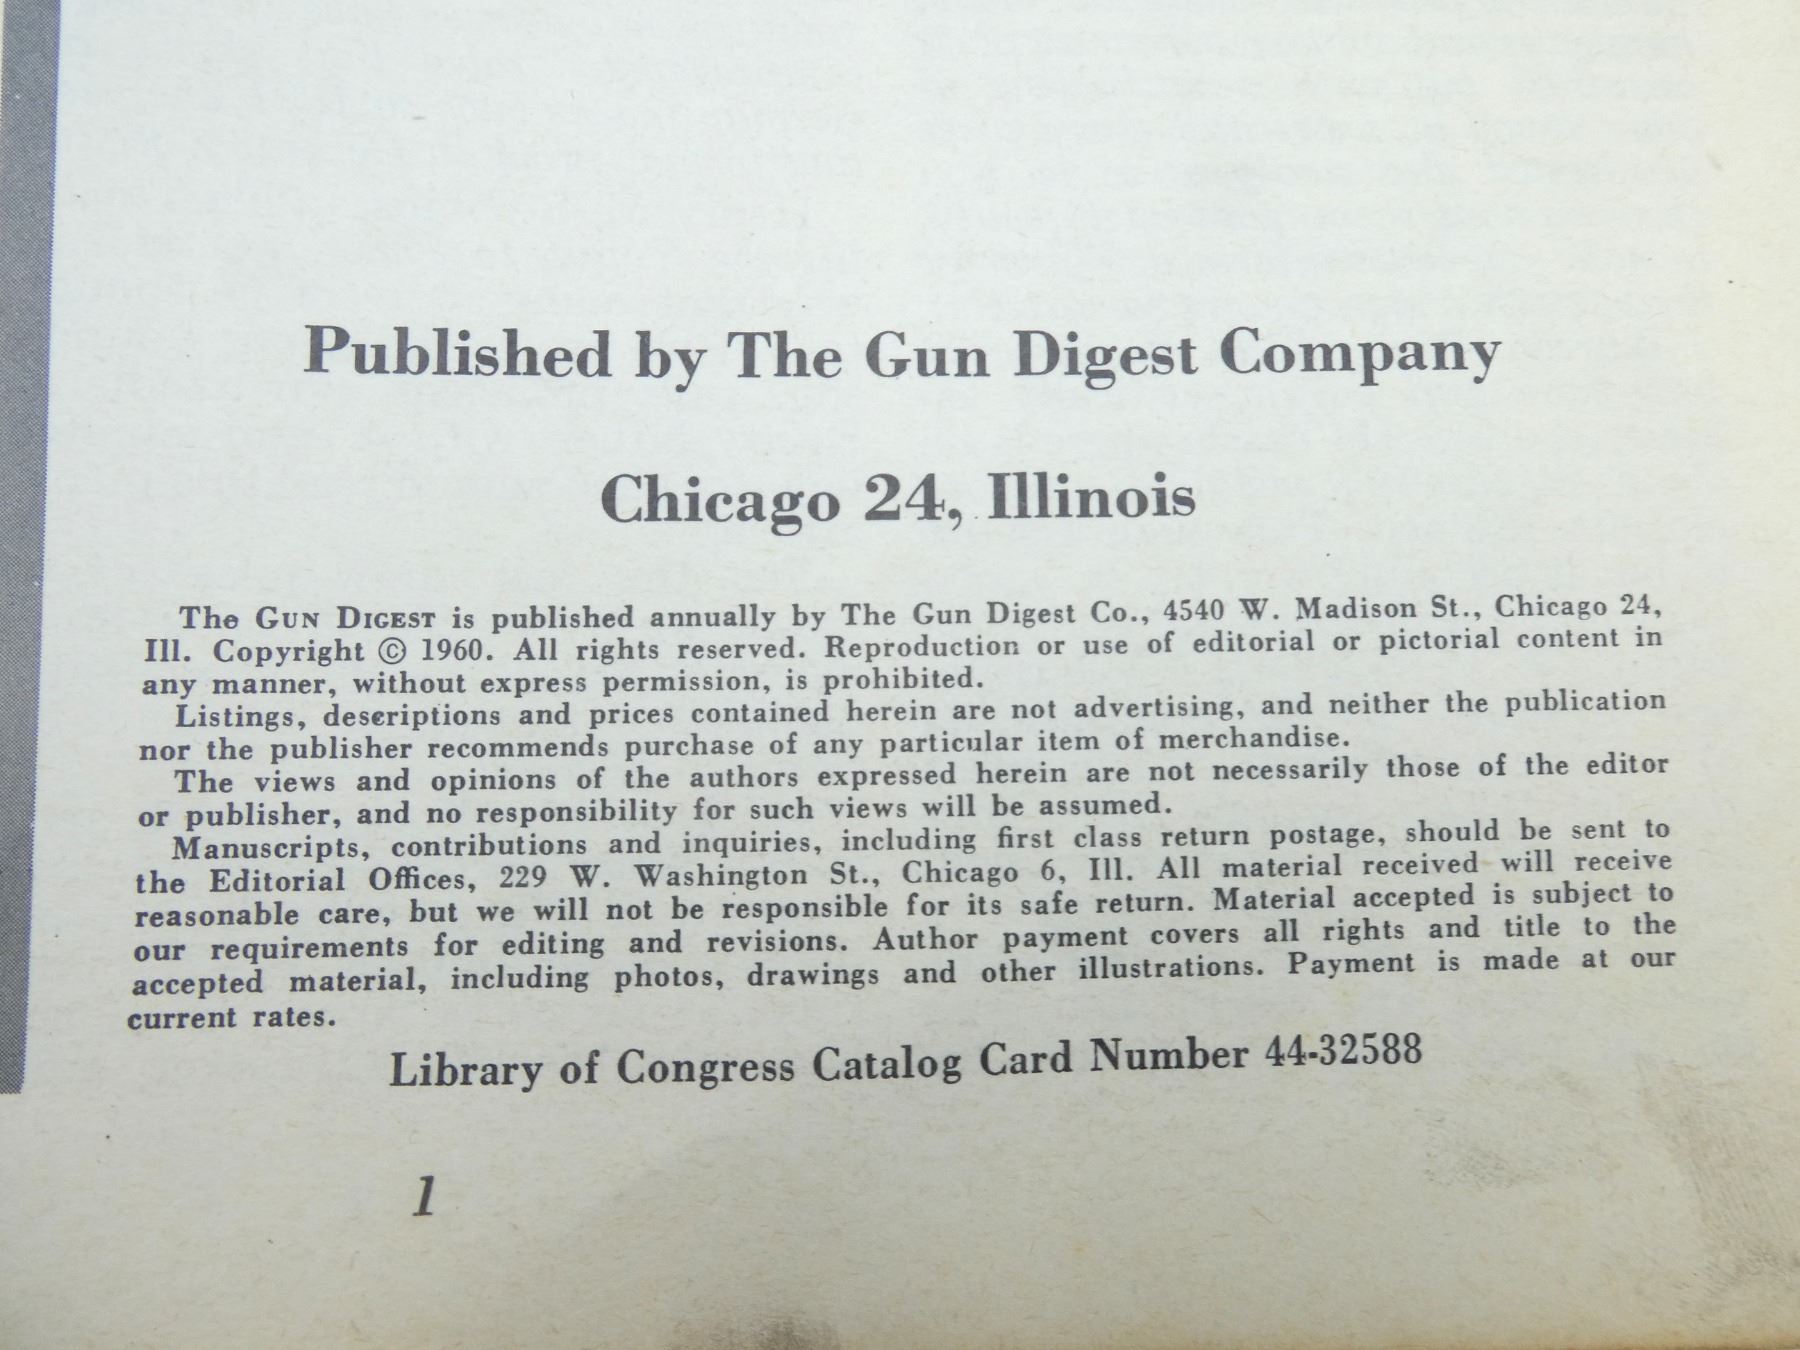 Published by The Gun Digest Company
Chicago 24, Illinois
The GUN DIGEST is published annually by The Gun Digest Co., 4540 W. Madison St., Chicago 24,
Ill. Copyright © 1960. All rights reserved. Reproduction or use of editorial or pictorial content in
any manner, without express permission, is prohibited.
Listings, descriptions and prices contained herein are not advertising, and neither the publication
nor the publisher recommends purchase of any particular item of merchandise.
The views and opinions of the authors expressed herein are not necessarily those of the editor
or publisher, and no responsibility for such views will be assumed.
Manuscripts, contributions and inquiries, including first class return postage, should be sent to
the Editorial Offices, 229 W. Washington St., Chicago 6, Ill. All material received will receive
reasonable care, but we will not be responsible for its safe return. Material accepted is subject to
our requirements for editing and revisions. Author payment covers all rights and title to the
accepted material, including photos, drawings and other illustrations. Payment is made at our
current rates.
Library of Congress Catalog Card Number 44-32588
1